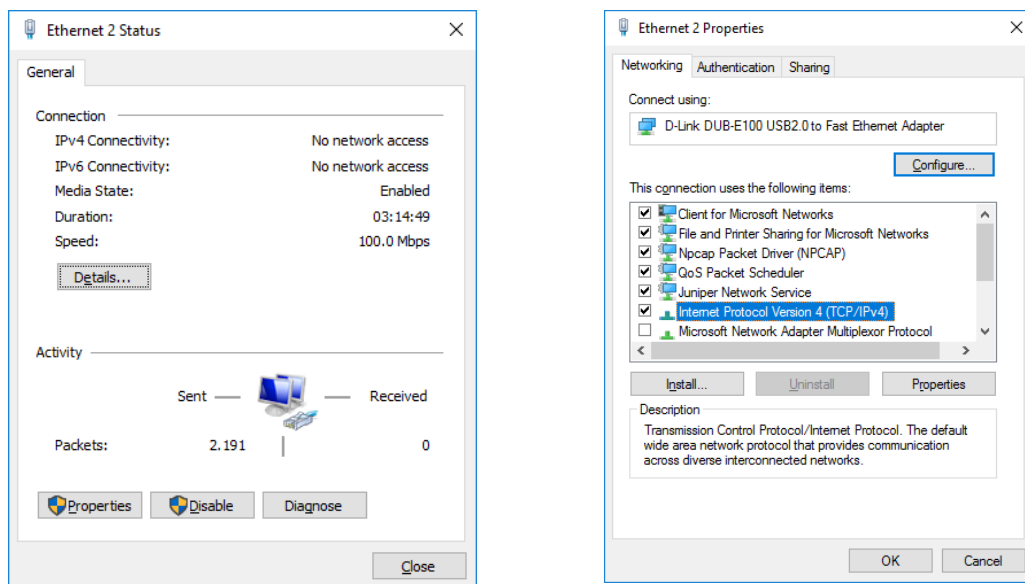 Ethernet 2 Status
General
Connection
IPv4 Connectivity: No network access
IPv6 Connectivity: No network access
Media State: Enabled
Duration: 03:14:49
Speed: 100.0 Mbps
Details...
Activity
Sent Received
Packets: 2.191 0
Properties Disable Diagnose
Close
Ethernet 2 Properties
Networking Authentication Sharing
Connect using:
D-Link DUB-E100 USB2.0 to Fast Ethernet Adapter
Configure...
This connection uses the following items:
Client for Microsoft Networks
File and Printer Sharing for Microsoft Networks
Npcap Packet Driver (NPCAP)
QoS Packet Scheduler
Juniper Network Service
Internet Protocol Version 4 (TCP/IPv4)
Microsoft Network Adapter Multiplexor Protocol
Install... Uninstall Properties
Description
Transmission Control Protocol/Internet Protocol. The default
wide area network protocol that provides communication
across diverse interconnected networks.
OK Cancel